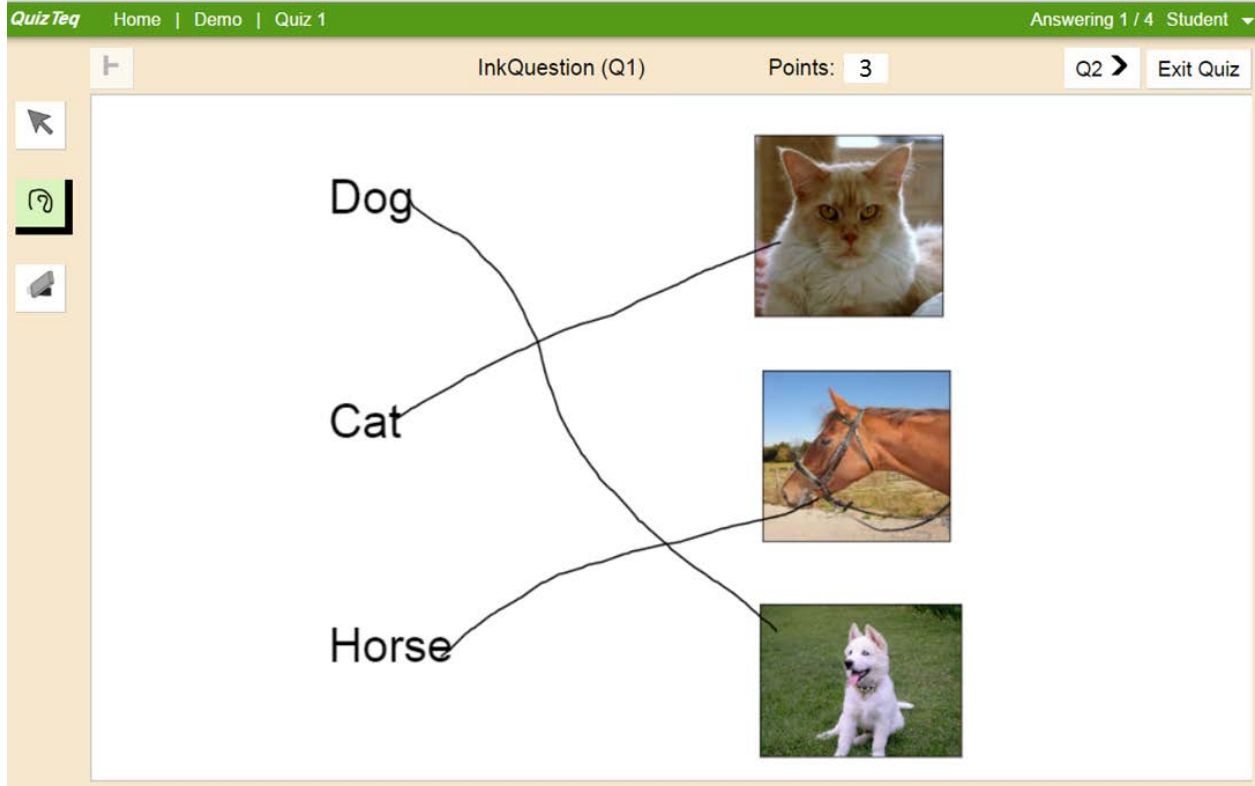 QuizTeq Home | Demo | Quiz 1 Answering 1 / 4 Student
InkQuestion (Q1) Points: 3 Q2 Exit Quiz
Dog
Cat
Horse